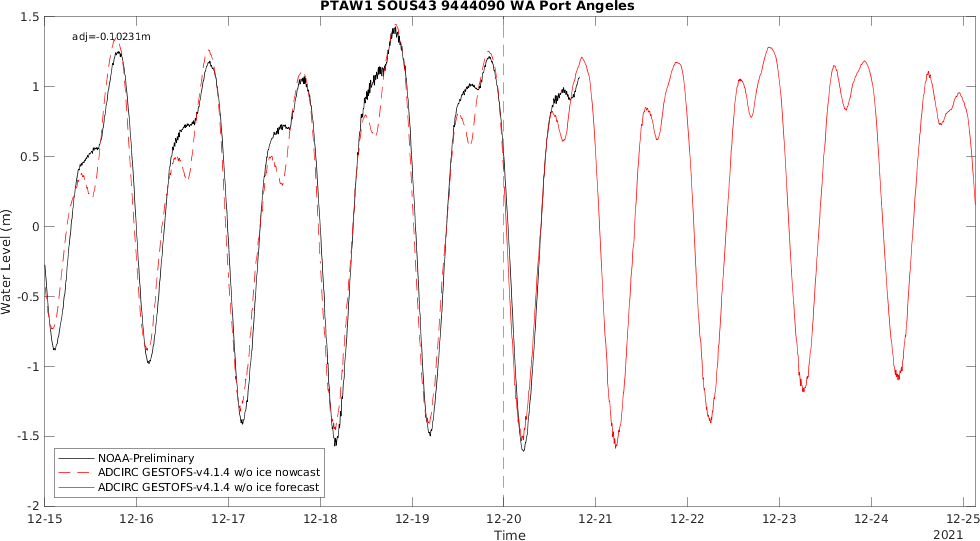 PTAW1 SOUS43 9444090 WA Port Angeles
adj=-0.10231m
1.5
1
0.5
0
-0.5
-1
-1.5
-2
Water Level (m)
NOAA-Preliminary
ADCIRC GESTOFS-v4.1.4 w/o ice nowcast
ADCIRC GESTOFS-v4.1.4 w/o ice forecast
12-15 12-16 12-17 12-18 12-19 12-20 12-21 12-22 12-23 12-24 12-25
Time
2021